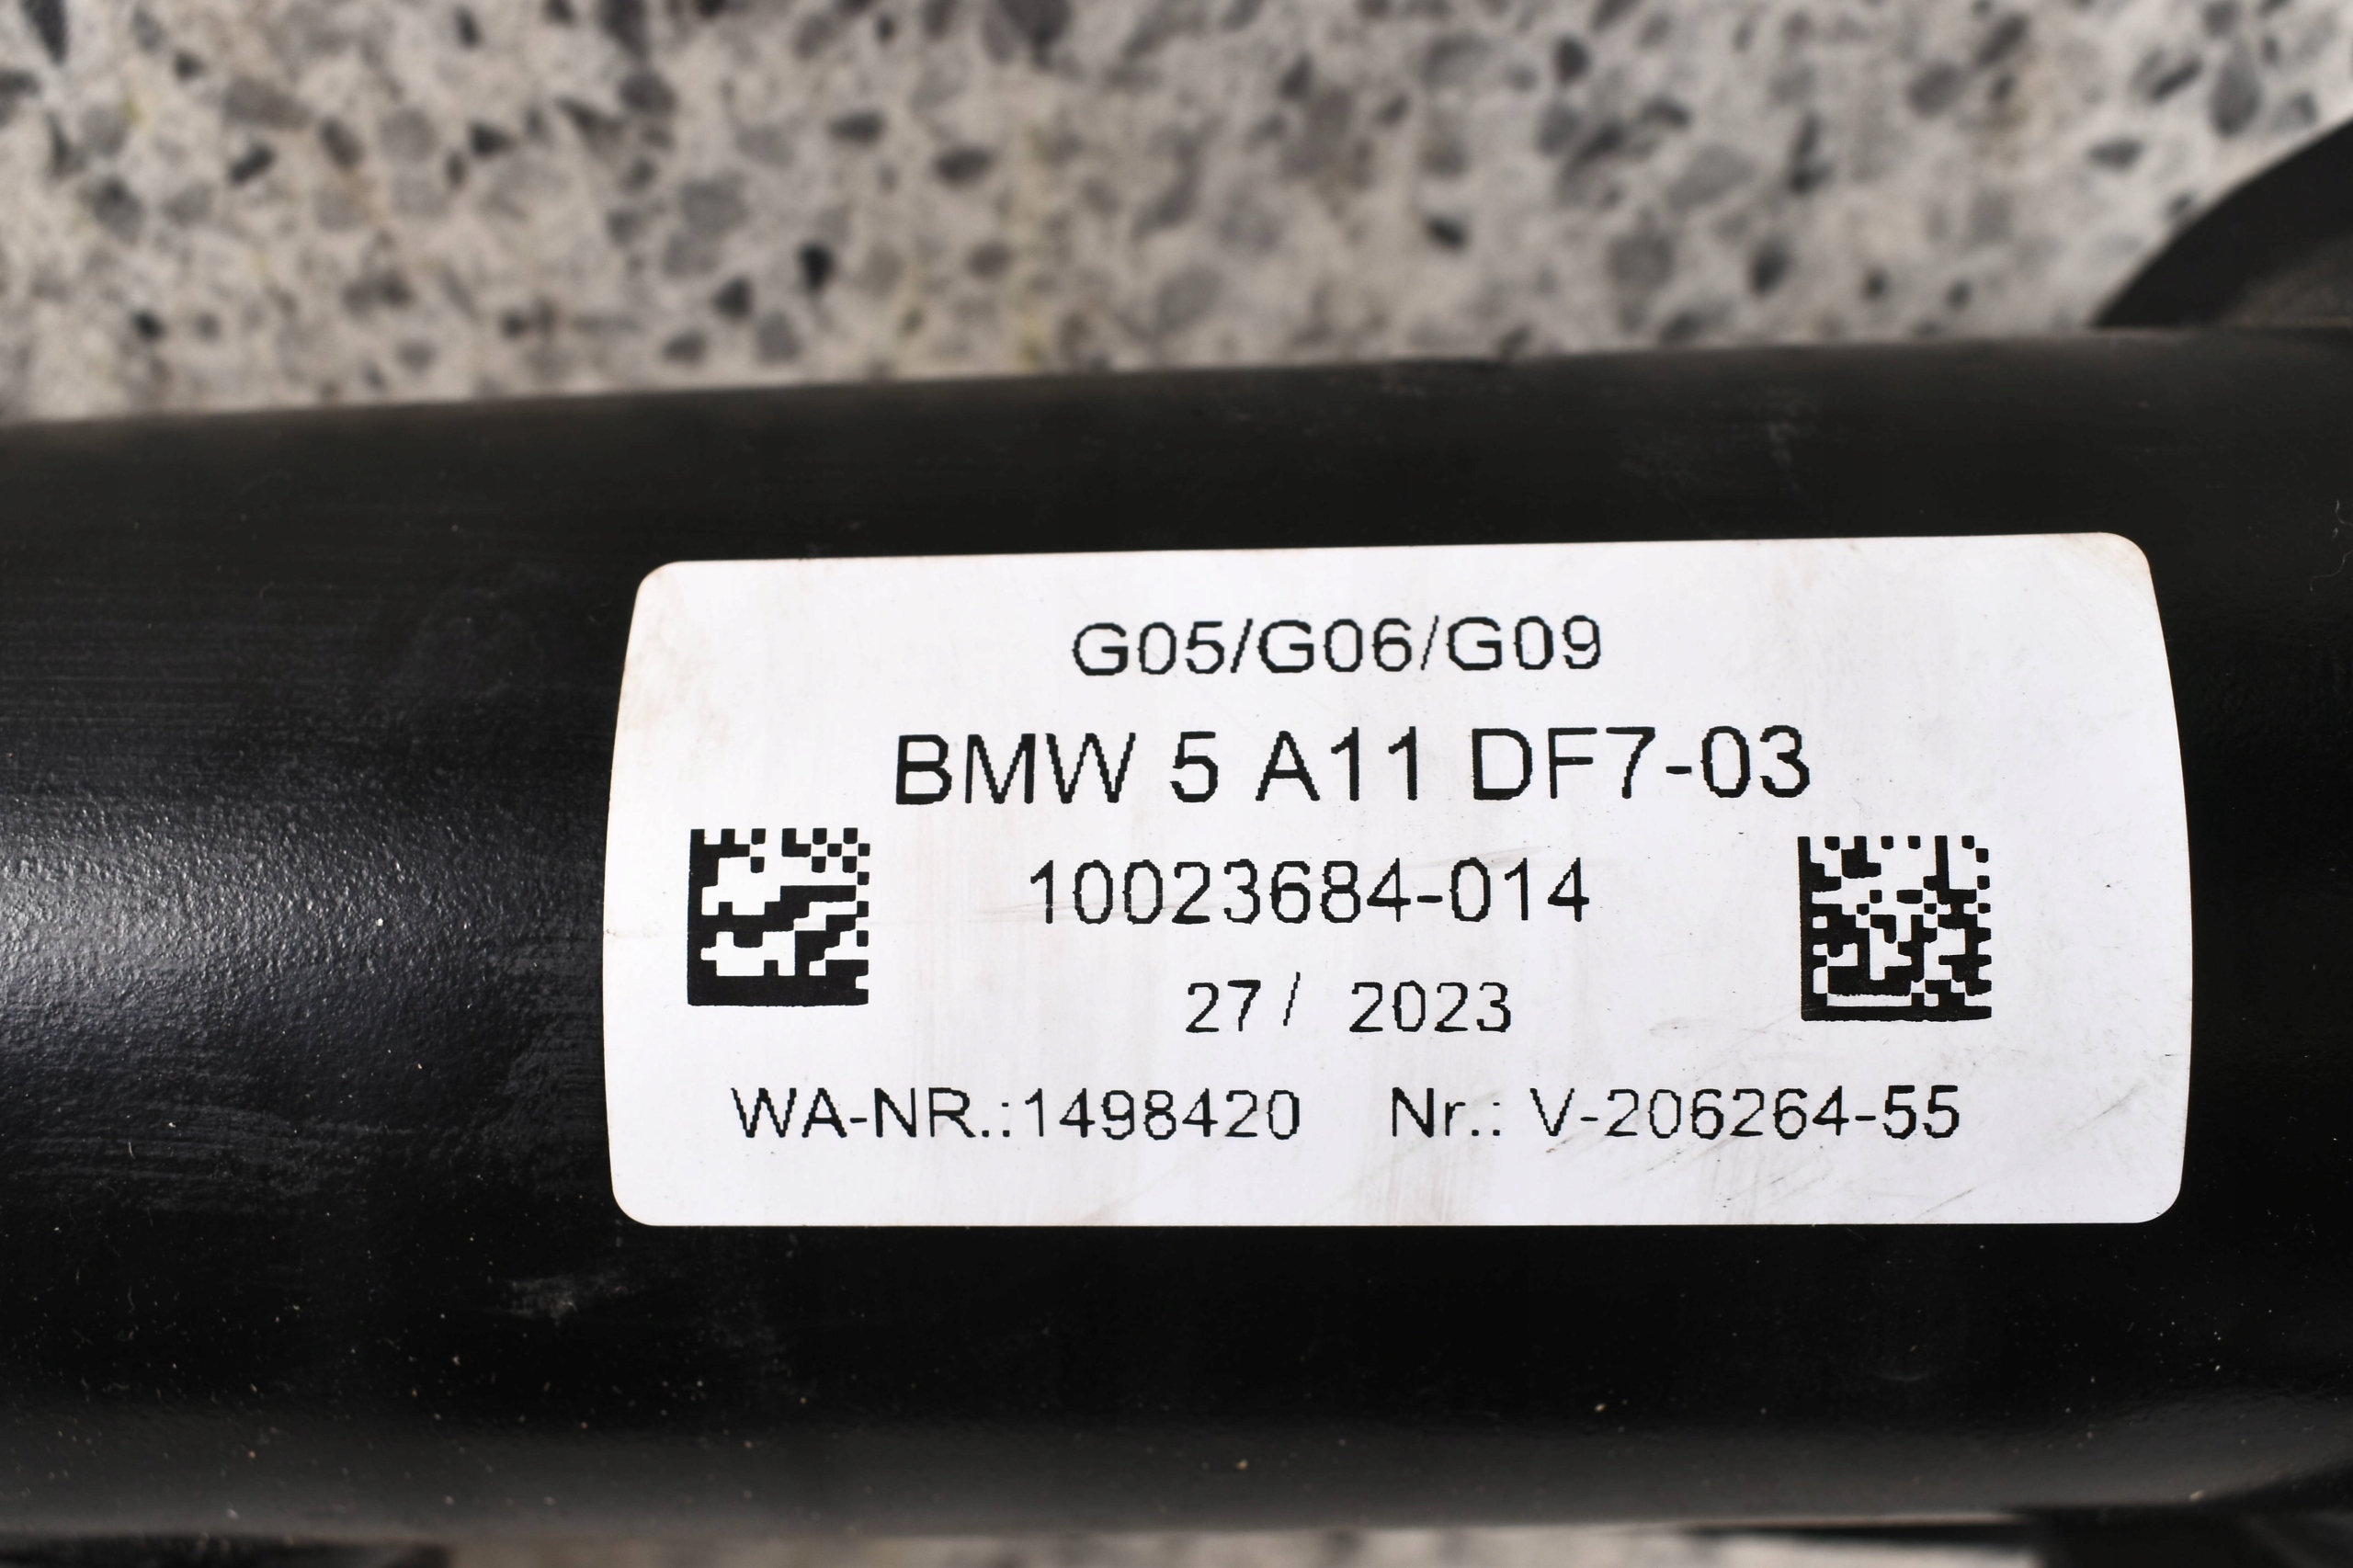 G05/G06/G09
BMW 5 A11 DF7-03
10023684-014
27/ 2023
WA-NR.:1498420 Nr.: V-206264-55